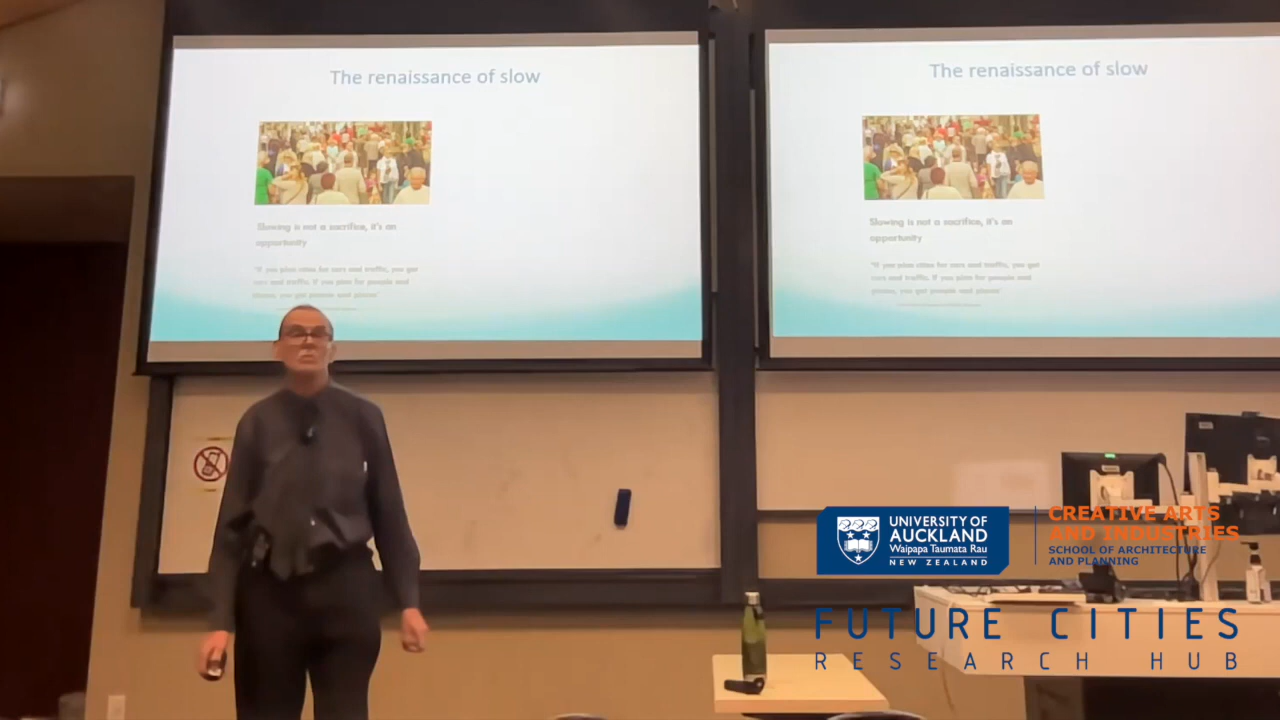 The renaissance of slow
Slowing is not a sacrifice, it's an
opportunity
"If you plan cities for cars and traffic, you get
cars and traffic. If you plan for people and
places, you get people and places"
The renaissance of slow
Slowing is not a sacrifice, it's an
opportunity
"If you plan cities for cars and traffic, you get
cars and traffic. If you plan for people and
places, you get people and places"
UNIVERSITY OF
AUCKLAND
Waipapa Taumata Rau
NEW ZEALAND
CREATIVE ARTS
AND INDUSTRIES
SCHOOL OF ARCHITECTURE
AND PLANNING
FUTURE CITIES
RESEARCH HUB